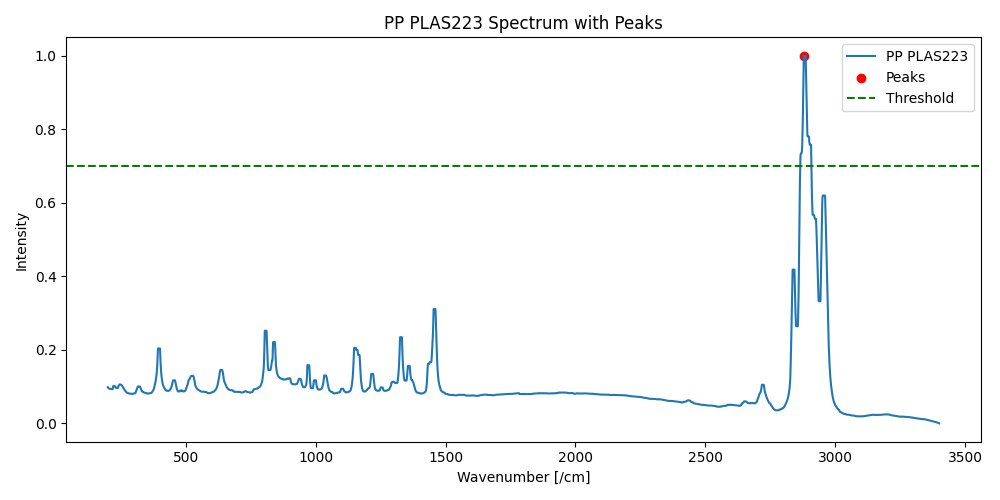 PP PLAS223 Spectrum with Peaks
Intensity
1.0
0.8
0.6
0.4
0.2
0.0
PP PLAS223
Peaks
Threshold
500
1000
1500
2000
2500
3000
3500
Wavenumber [/cm]